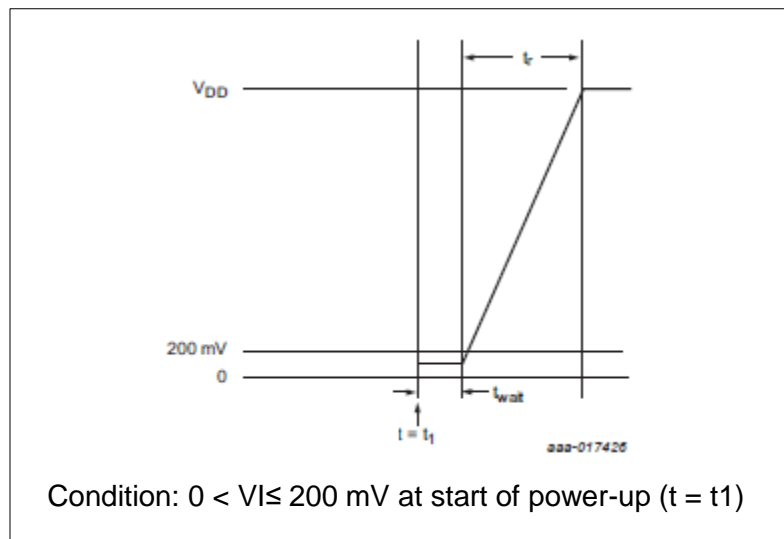 tr
VDD
200 mV
0
twait
t = t1
aaa-017426
Condition: 0 < VI≤ 200 mV at start of power-up (t = t1)